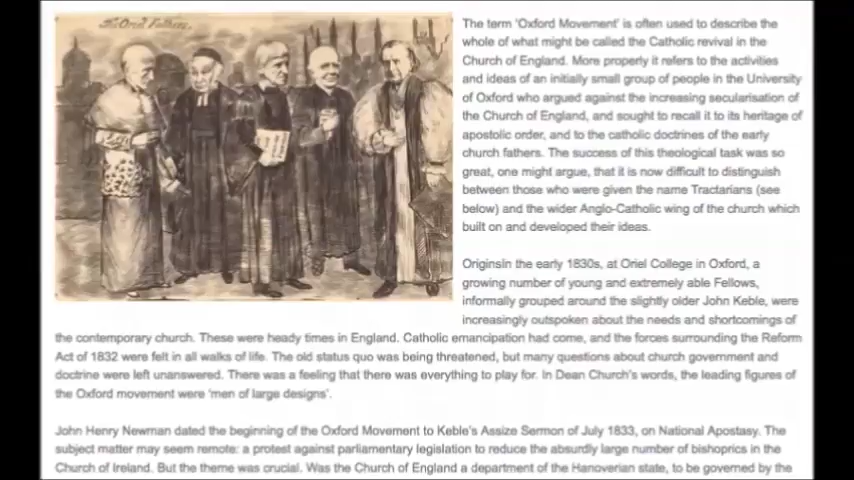 The Oriel Fathers.
The term 'Oxford Movement' is often used to describe the
whole of what might be called the Catholic revival in the
Church of England. More properly it refers to the activities
and ideas of an initially small group of people in the University
of Oxford who argued against the increasing secularisation of
the Church of England, and sought to recall it to its heritage of
apostolic order, and to the catholic doctrines of the early
church fathers. The success of this theological task was so
great, one might argue, that it is now difficult to distinguish
between those who were given the name Tractarians (see
below) and the wider Anglo-Catholic wing of the church which
built on and developed their ideas.
OriginsIn the early 1830s, at Oriel College in Oxford, a
growing number of young and extremely able Fellows,
informally grouped around the slightly older John Keble, were
increasingly outspoken about the needs and shortcomings of
the contemporary church. These were heady times in England. Catholic emancipation had come, and the forces surrounding the Reform
Act of 1832 were felt in all walks of life. The old status quo was being threatened, but many questions about church government and
doctrine were left unanswered. There was a feeling that there was everything to play for. In Dean Church's words, the leading figures of
the Oxford movement were 'men of large designs'.
John Henry Newman dated the beginning of the Oxford Movement to Keble's Assize Sermon of July 1833, on National Apostasy. The
subject matter may seem remote: a protest against parliamentary legislation to reduce the absurdly large number of bishoprics in the
Church of Ireland. But the theme was crucial. Was the Church of England a department of the Hanoverian state, to be governed by the